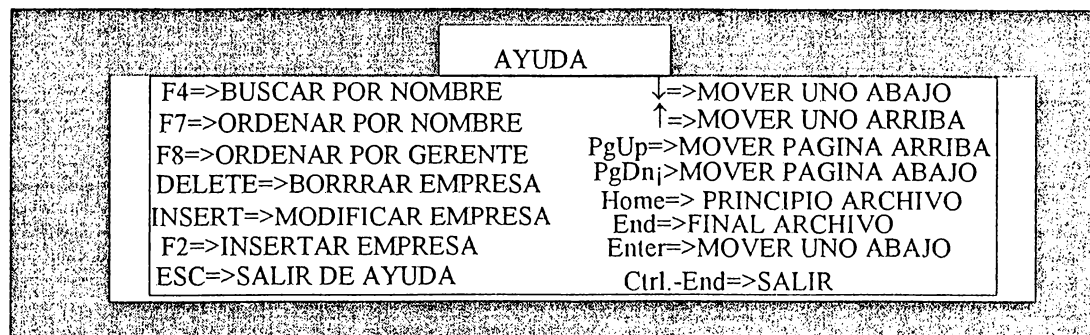 AYUDA
F4=>BUSCAR POR NOMBRE
F7=>ORDENAR POR NOMBRE
F8=>ORDENAR POR GERENTE
DELETE=>BORRRAR EMPRESA
INSERT=>MODIFICAR EMPRESA
F2=>INSERTAR EMPRESA
ESC=>SALIR DE AYUDA
↓=>MOVER UNO ABAJO
↑=>MOVER UNO ARRIBA
PgUp=>MOVER PAGINA ARRIBA
PgDn¡>MOVER PAGINA ABAJO
Home=> PRINCIPIO ARCHIVO
End=>FINAL ARCHIVO
Enter=>MOVER UNO ABAJO
Ctrl.-End=>SALIR